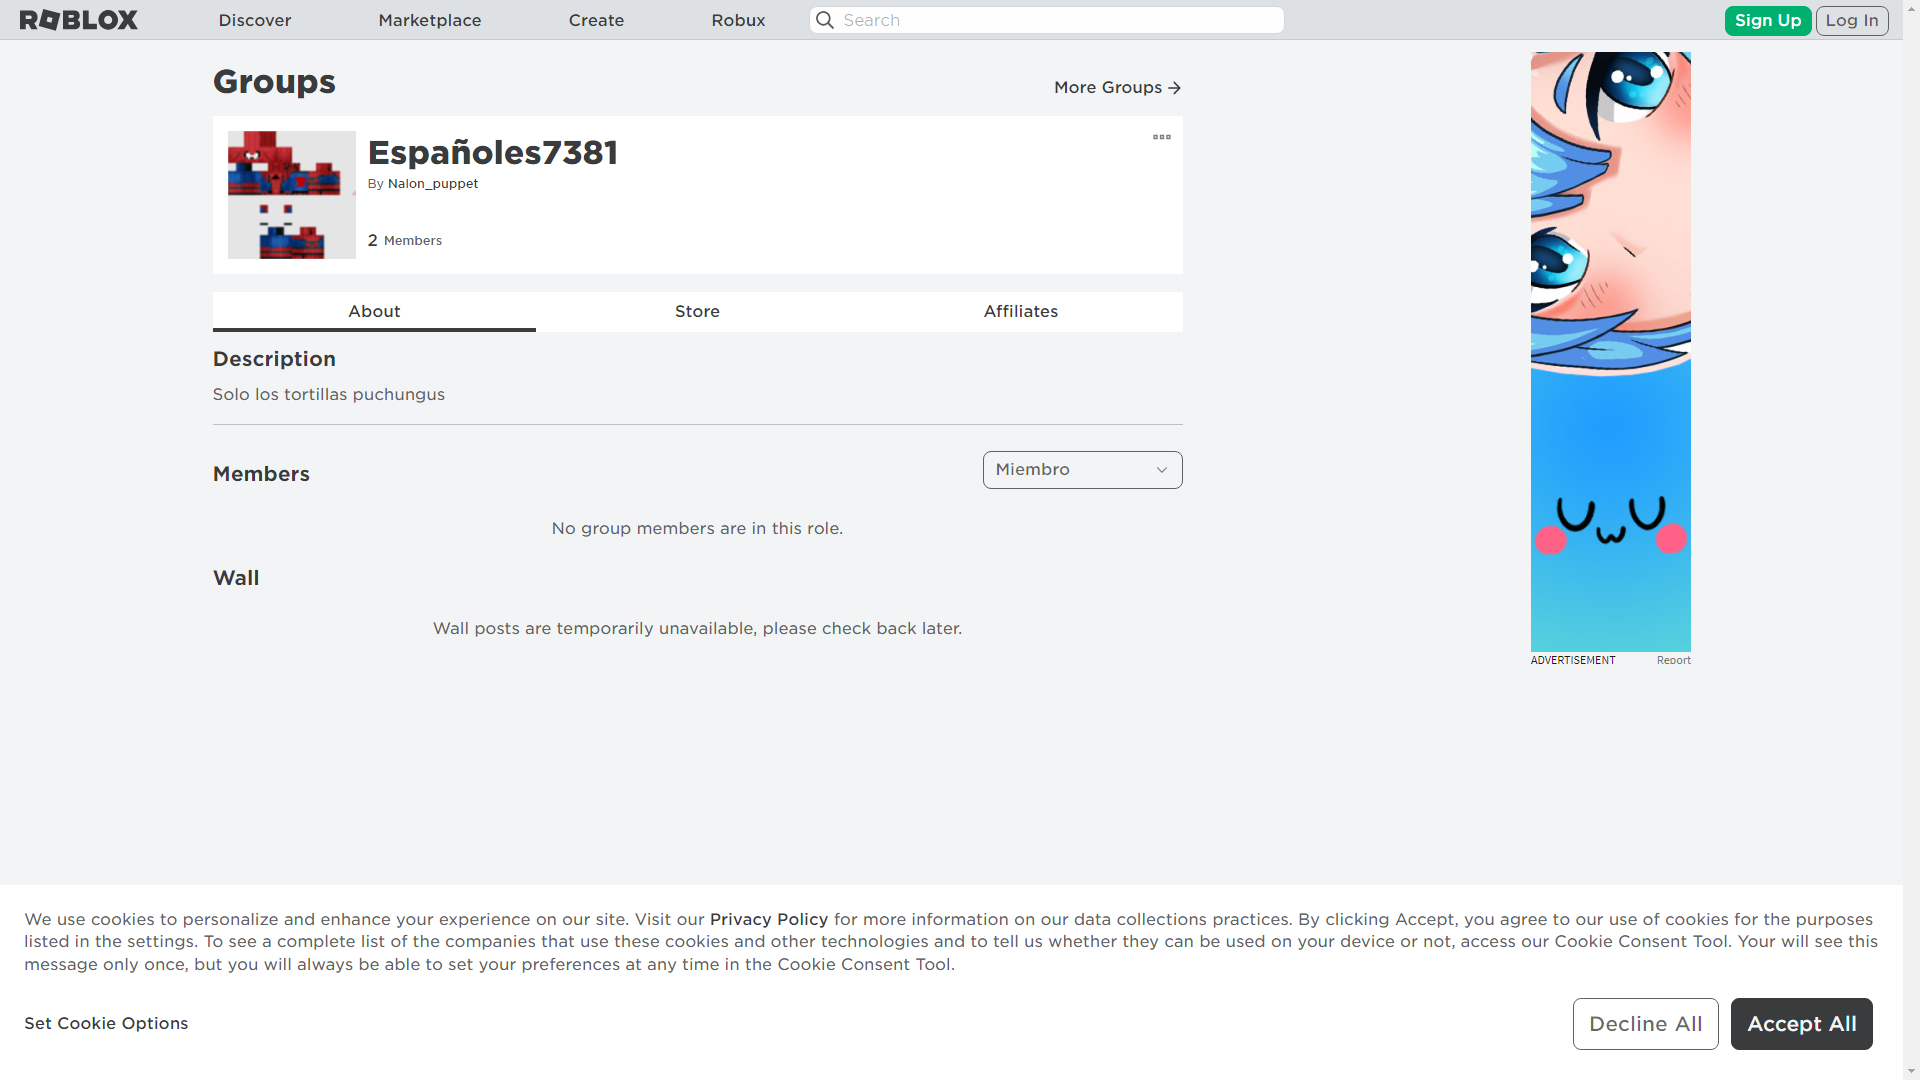 ROBLOX
Discover
Marketplace
Create
Robux
Search
Sign Up
Log In
Groups
More Groups
Españoles7381
By Nalon_puppet
2 Members
About
Store
Affiliates
Description
Solo los tortillas puchungus
Members
Miembro
No group members are in this role.
Wall
Wall posts are temporarily unavailable, please check back later.
ADVERTISEMENT
Report
We use cookies to personalize and enhance your experience on our site. Visit our Privacy Policy for more information on our data collections practices. By clicking Accept, you agree to our use of cookies for the purposes
listed in the settings. To see a complete list of the companies that use these cookies and other technologies and to tell us whether they can be used on your device or not, access our Cookie Consent Tool. Your will see this
message only once, but you will always be able to set your preferences at any time in the Cookie Consent Tool.
Set Cookie Options
Decline All
Accept All